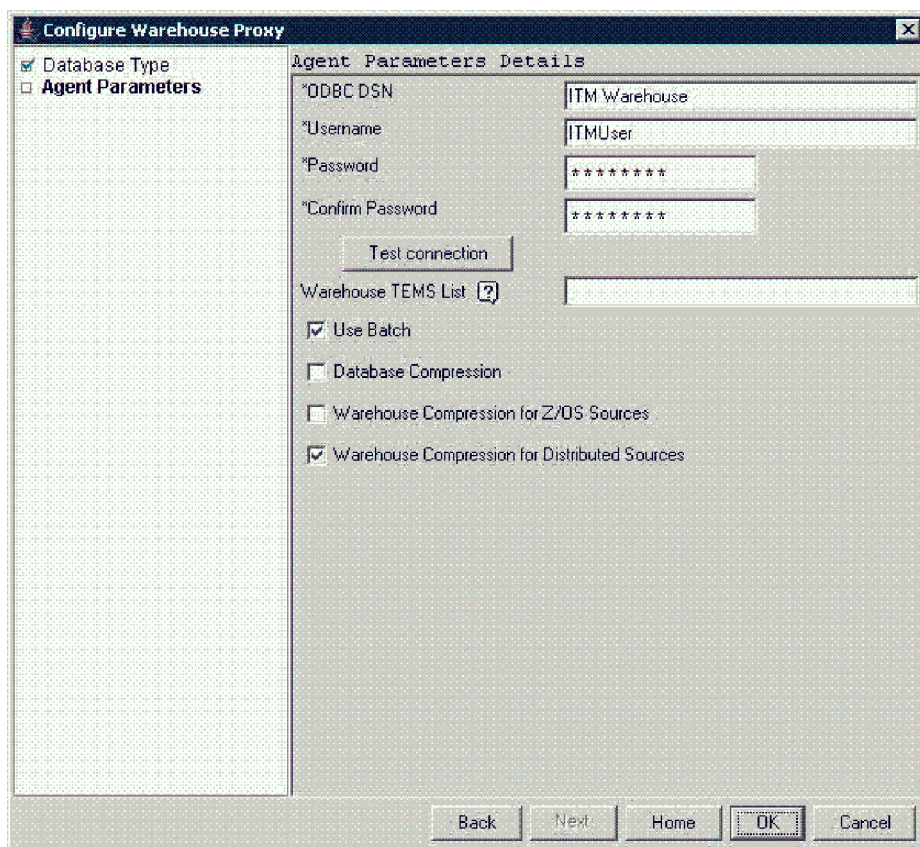 Configure Warehouse Proxy
Database Type
Agent Parameters
Agent Parameters Details
*ODBC DSN
ITM Warehouse
*Username
ITMUser
*Password
********
*Confirm Password
********
Test connection
Warehouse TEMS List ?
Use Batch
Database Compression
Warehouse Compression for Z/OS Sources
Warehouse Compression for Distributed Sources
Back
Next
Home
OK
Cancel